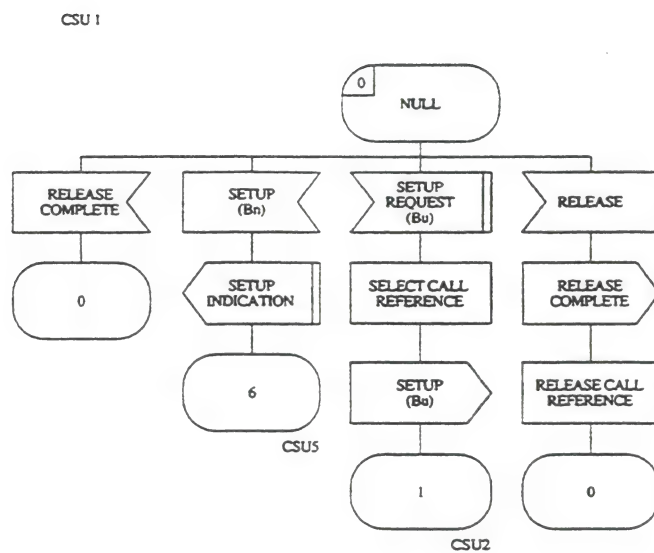 CSU 1
0
NULL
RELEASE
COMPLETE
SETUP
(Bn)
SETUP
REQUEST
(Bu)
RELEASE
0
SETUP
INDICATION
SELECT CALL
REFERENCE
RELEASE
COMPLETE
6
CSU5
SETUP
(Bu)
RELEASE CALL
REFERENCE
1
CSU2
0